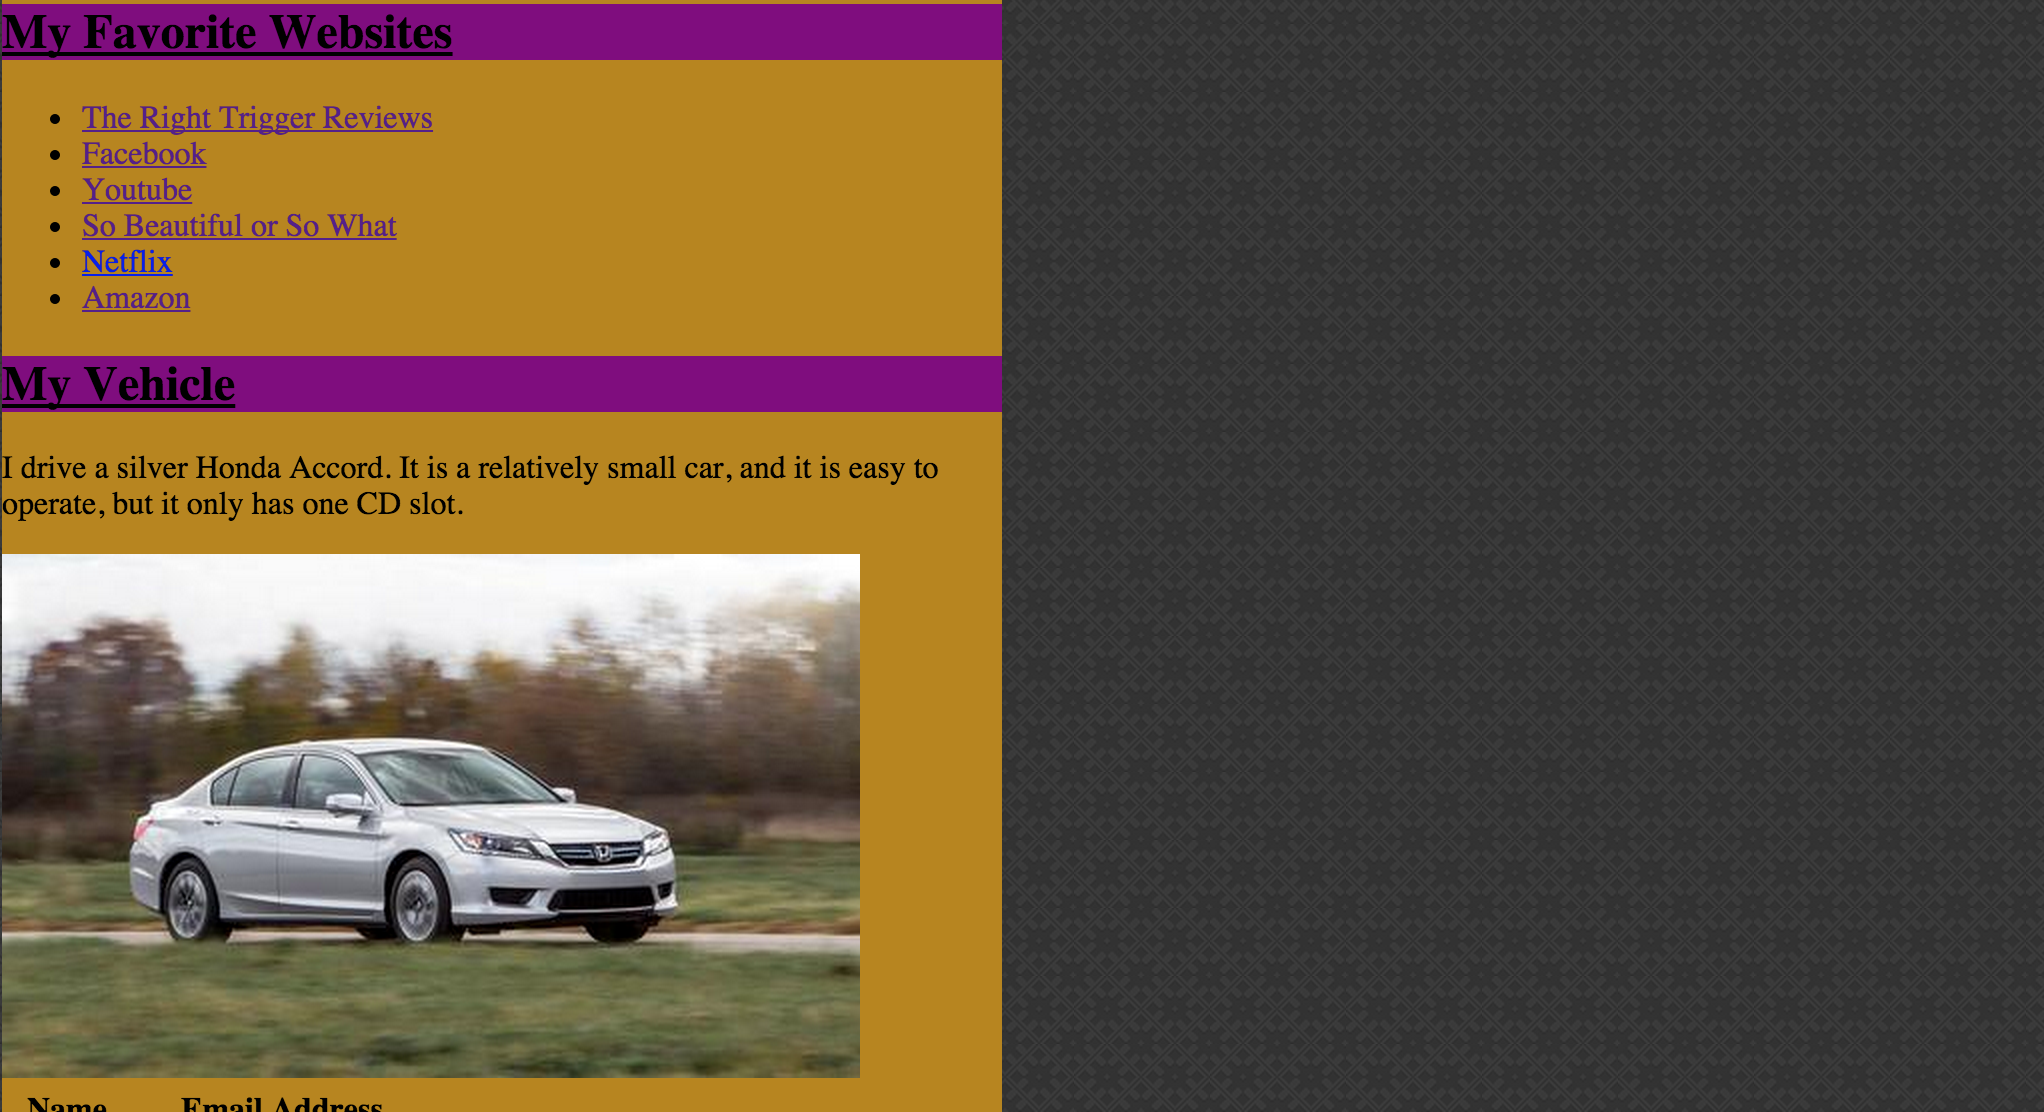 My Favorite Websites
The Right Trigger Reviews
Facebook
Youtube
So Beautiful or So What
Netflix
Amazon
My Vehicle
I drive a silver Honda Accord. It is a relatively small car, and it is easy to
operate, but it only has one CD slot.
Name Email Address